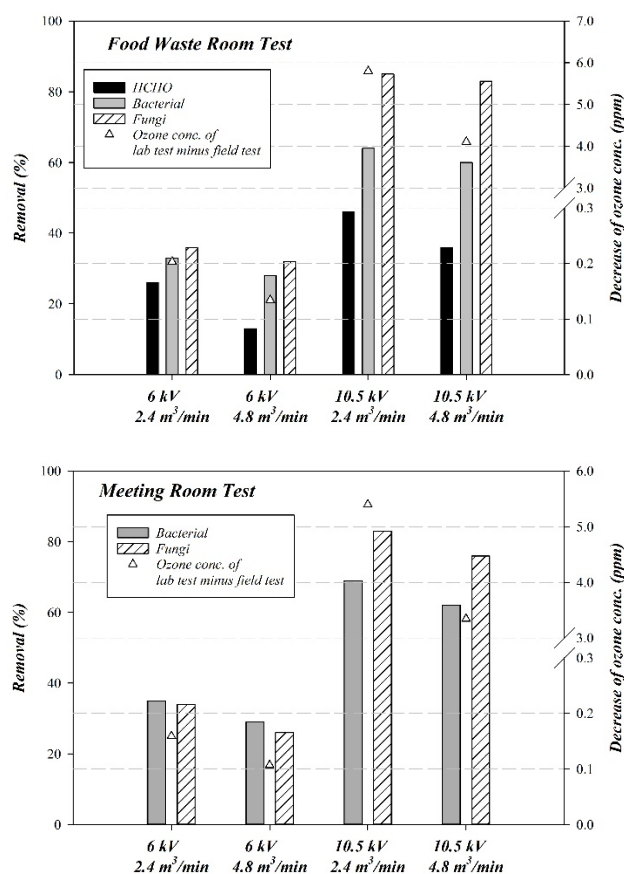 Food Waste Room Test
HCHO
Bacterial
Fungi
Ozone conc. of
lab test minus field test
Removal (%)
100
80
60
40
20
0
7.0
6.0
5.0
4.0
3.0
0.3
0.2
0.1
0.0
Decrease of ozone conc. (ppm)
6 kV 6 kV 10.5 kV 10.5 kV
2.4 m³/min 4.8 m³/min 2.4 m³/min 4.8 m³/min
Meeting Room Test
Bacterial
Fungi
Ozone conc. of
lab test minus field test
Removal (%)
100
80
60
40
20
0
6.0
5.0
4.0
3.0
0.3
0.2
0.1
0.0
Decrease of ozone conc. (ppm)
6 kV 6 kV 10.5 kV 10.5 kV
2.4 m³/min 4.8 m³/min 2.4 m³/min 4.8 m³/min